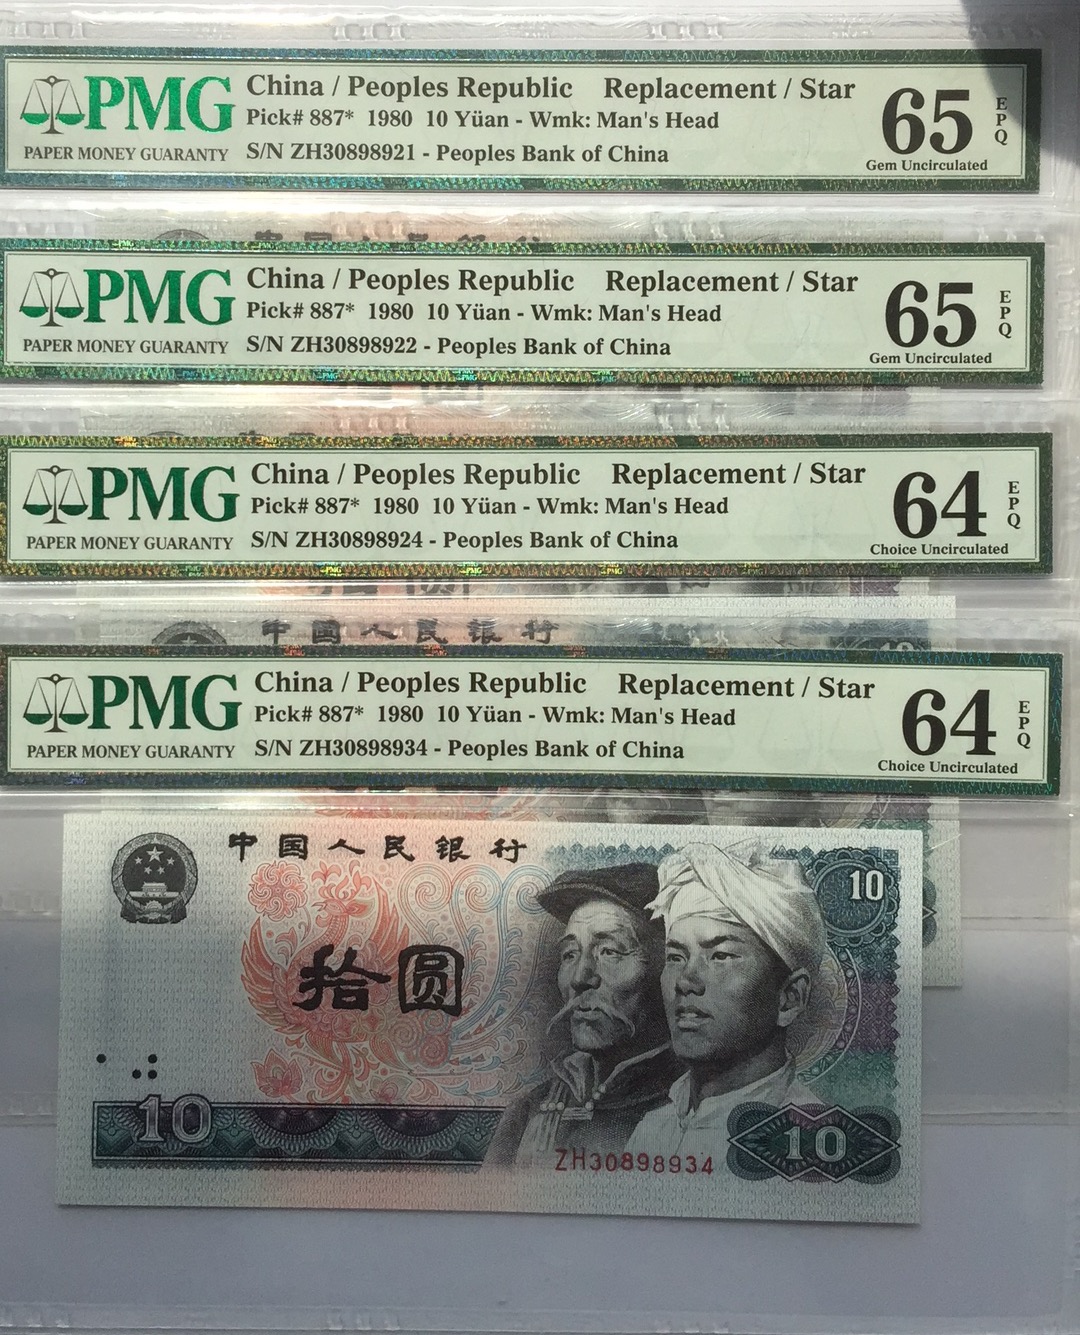 PMG
PAPER MONEY GUARANTY
China / Peoples Republic Replacement / Star
Pick# 887* 1980 10 Yüan - Wmk: Man's Head
S/N ZH30898921 - Peoples Bank of China
65
EPQ
Gem Uncirculated
PMG
PAPER MONEY GUARANTY
China / Peoples Republic Replacement / Star
Pick# 887* 1980 10 Yüan - Wmk: Man's Head
S/N ZH30898922 - Peoples Bank of China
65
EPQ
Gem Uncirculated
PMG
PAPER MONEY GUARANTY
China / Peoples Republic Replacement / Star
Pick# 887* 1980 10 Yüan - Wmk: Man's Head
S/N ZH30898924 - Peoples Bank of China
64
EPQ
Choice Uncirculated
中国人民银行
PMG
PAPER MONEY GUARANTY
China / Peoples Republic Replacement / Star
Pick# 887* 1980 10 Yüan - Wmk: Man's Head
S/N ZH30898934 - Peoples Bank of China
64
EPQ
Choice Uncirculated
中国人民银行
10
拾圆
10
10
ZH30898934